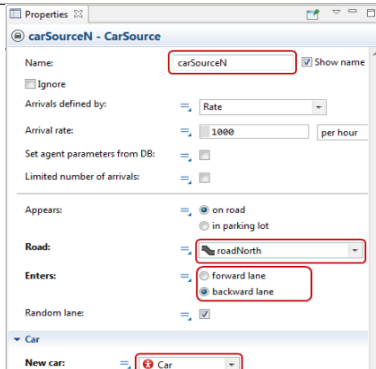 Properties
carSourceN - CarSource
Name: carSourceN Show name
Ignore
Arrivals defined by: Rate
Arrival rate: 1000 per hour
Set agent parameters from DB:
Limited number of arrivals:
Appears: on road
in parking lot
Road: roadNorth
Enters: forward lane
backward lane
Random lane:
Car
New car: Car